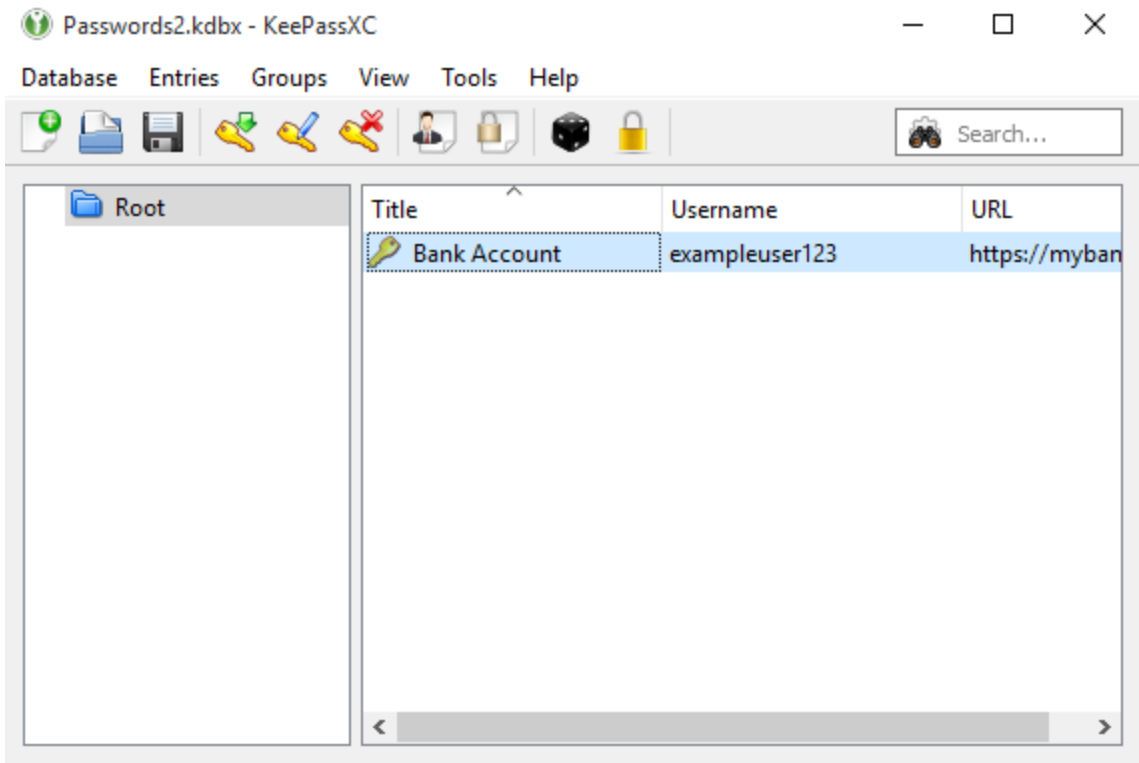 Passwords2.kdbx - KeePassXC
Database Entries Groups View Tools Help
Search...
Root
Title Username URL
Bank Account exampleuser123 https://myban